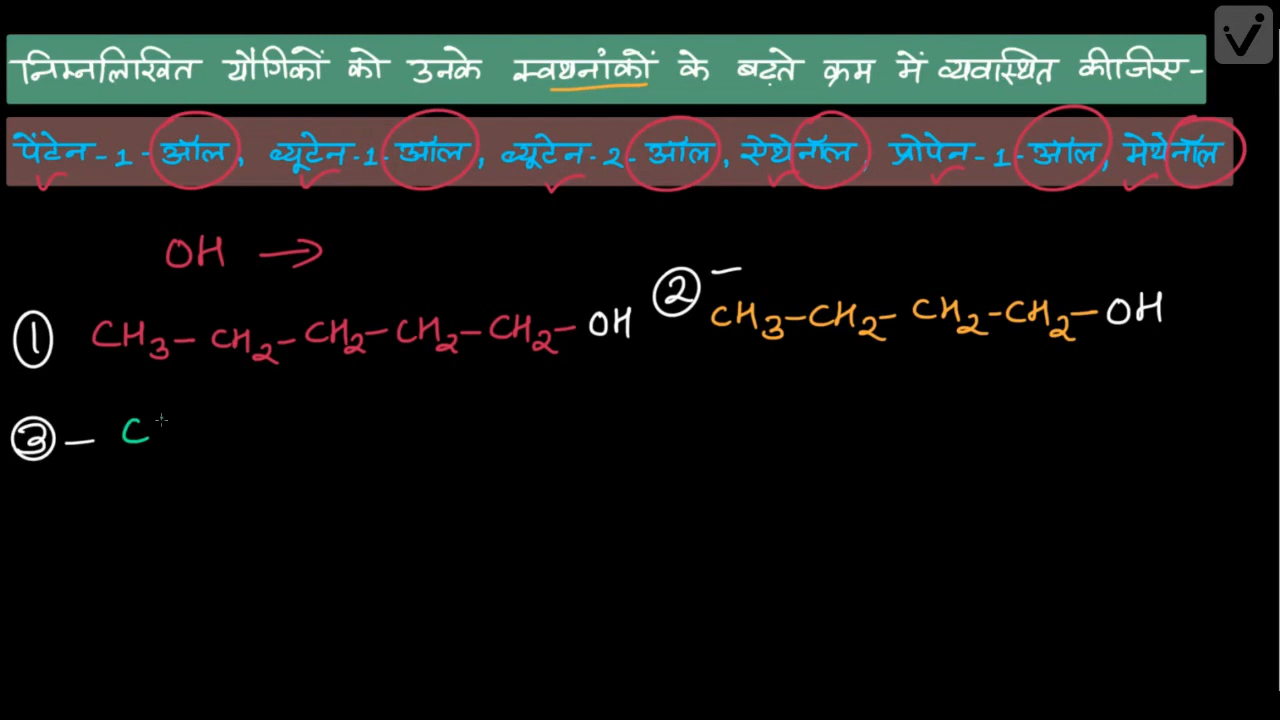 निम्नलिखित यौगिकों को उनके क्वथनांकों के बढ़ते क्रम में व्यवस्थित कीजिए-
पेंटेन-1-ऑल, ब्यूटेन-1-ऑल, ब्यूटेन-2-ऑल, ऐथेनॉल, प्रोपेन-1-ऑल, मेथेनॉल
OH →
① CH3-CH2-CH2-CH2-CH2-OH
②- CH3-CH2-CH2-CH2-OH
③- C